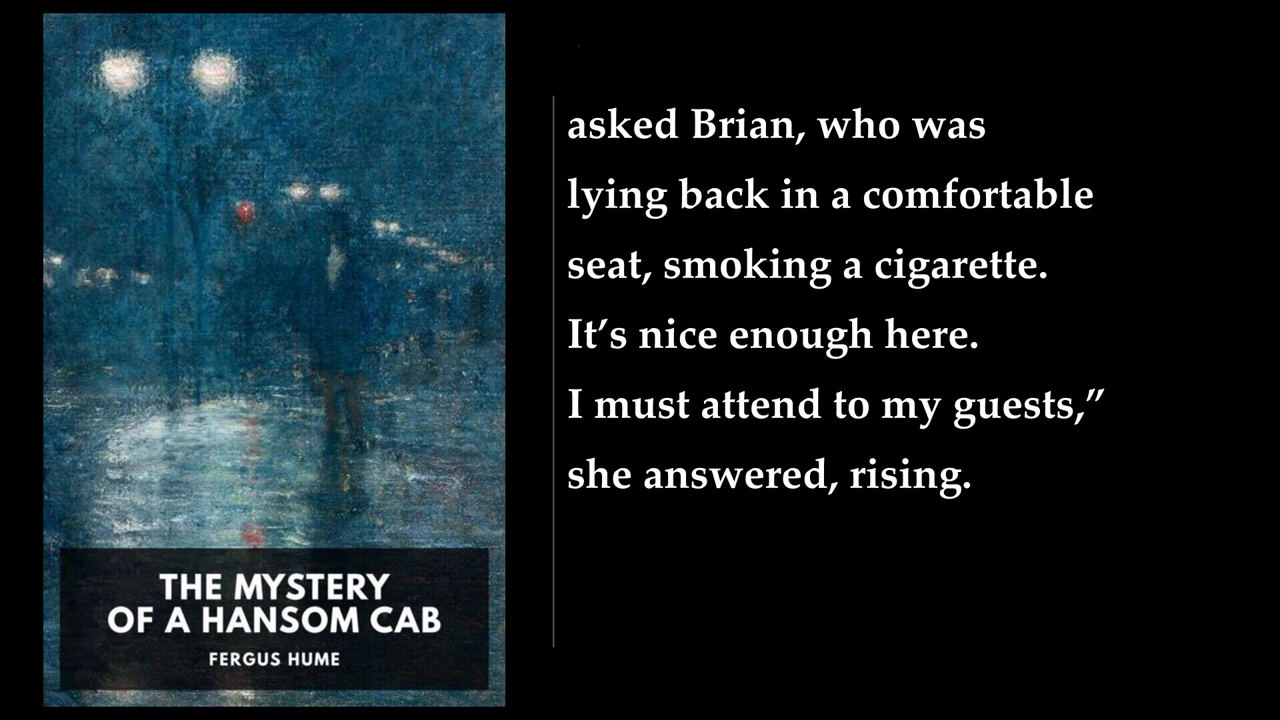 THE MYSTERY
OF A HANSOM CAB
FERGUS HUME
asked Brian, who was
lying back in a comfortable
seat, smoking a cigarette.
It’s nice enough here.
I must attend to my guests,”
she answered, rising.